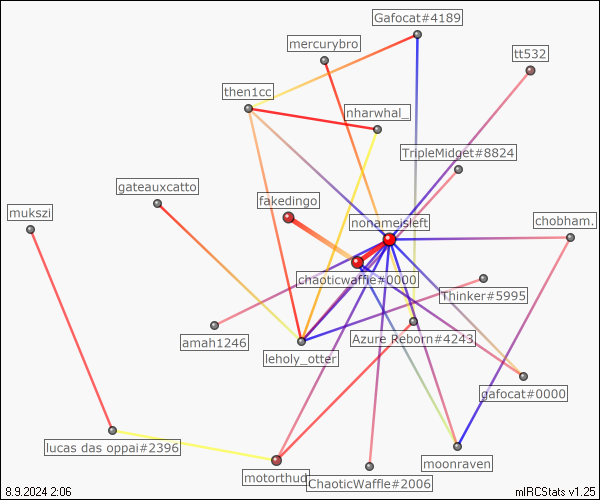 Gafocat#4189
mercurybro
tt532
then1cc
nharwhal_
TripleMidget#8824
gateauxcatto
fakedingo
mukszi
nonameisleft
chobham.
chaoticwaffle#0000
Thinker#5995
amah1246
Azure Reborn#4243
leholy_otter
gafocat#0000
lucas das oppai#2396
moonraven
motorthud
ChaoticWaffle#2006
8.9.2024 2:06
mIRCStats v1.25